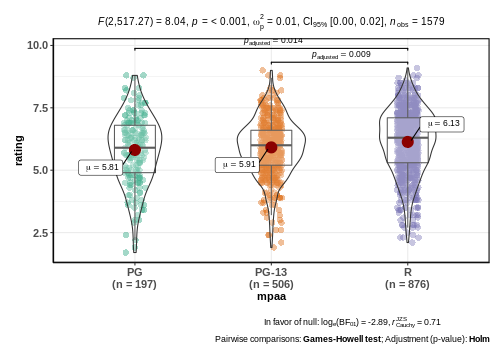 F(2,517.27) = 8.04, p = < 0.001, ω²ₚ = 0.01, CI₉₅% [0.00, 0.02], nobs = 1579
10.0
padjusted = 0.014
padjusted = 0.009
7.5
μ = 6.13
rating
μ = 5.81
μ = 5.91
5.0
2.5
PG
(n = 197)
PG-13
(n = 506)
R
(n = 876)
mpaa
In favor of null: logₑ(BF₀₁) = -2.89, r JZS Cauchy = 0.71
Pairwise comparisons: Games-Howell test; Adjustment (p-value): Holm